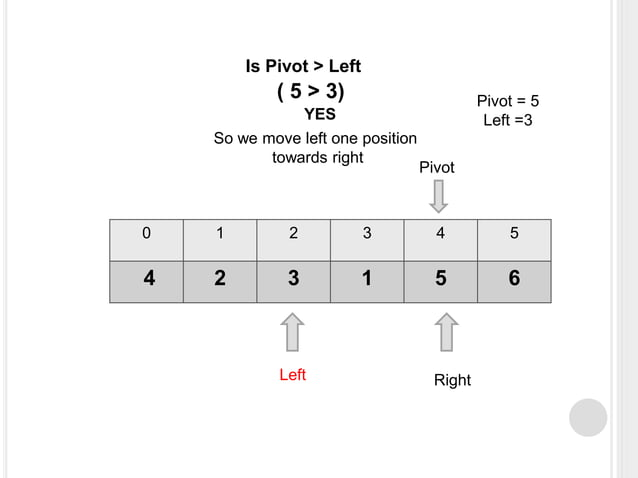 Is Pivot > Left
( 5 > 3)
YES
So we move left one position
towards right
Pivot = 5
Left =3
Pivot
0 1 2 3 4 5
4 2 3 1 5 6
Left
Right